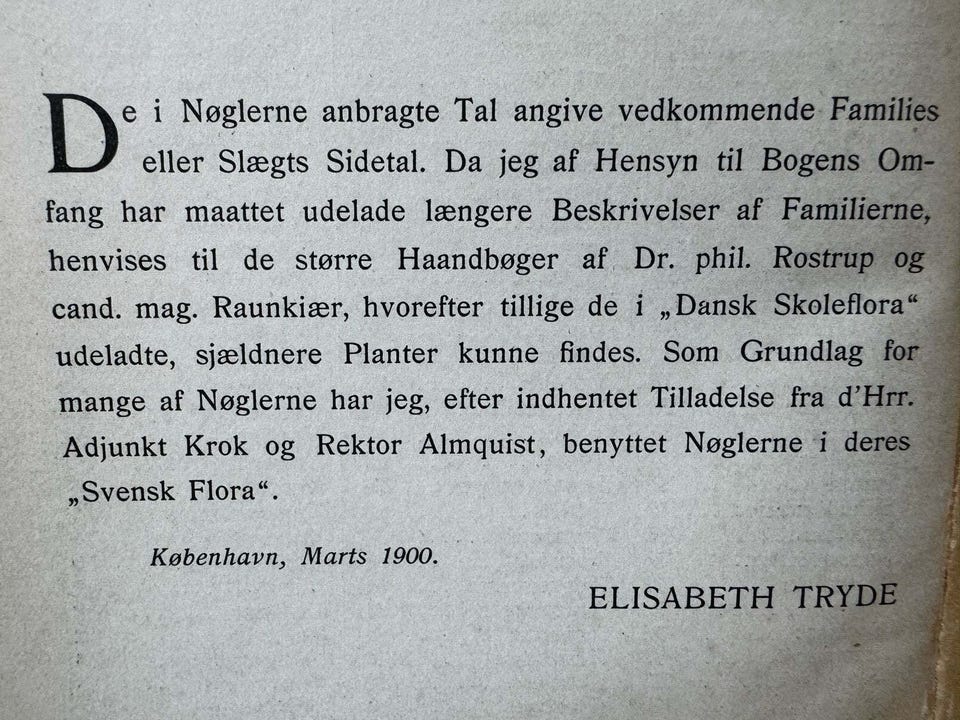 De i Nøglerne anbragte Tal angive vedkommende Families
eller Slægts Sidetal. Da jeg af Hensyn til Bogens Om-
fang har maattet udelade længere Beskrivelser af Familierne,
henvises til de større Haandbøger af Dr. phil. Rostrup og
cand. mag. Raunkiær, hvorefter tillige de i „Dansk Skoleflora“
udeladte, sjældnere Planter kunne findes. Som Grundlag for
mange af Nøglerne har jeg, efter indhentet Tilladelse fra d'Hrr.
Adjunkt Krok og Rektor Almquist, benyttet Nøglerne i deres
„Svensk Flora“.
København, Marts 1900.
ELISABETH TRYDE